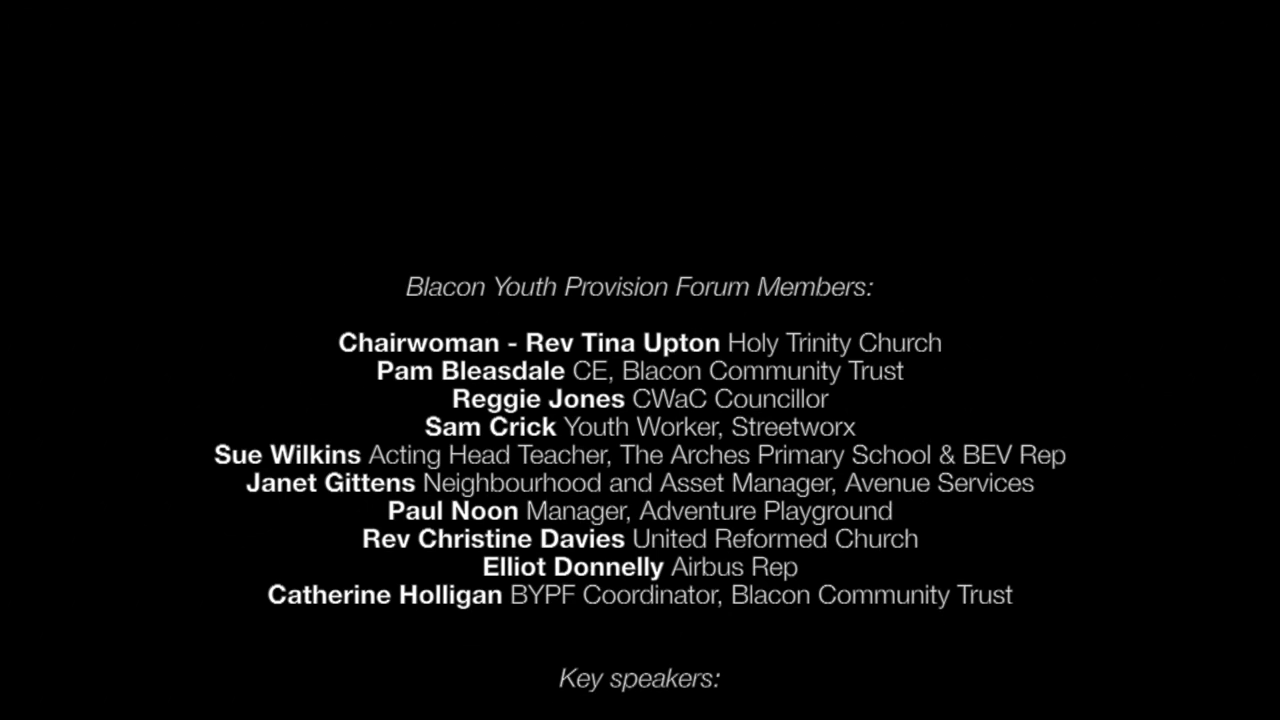 Blacon Youth Provision Forum Members:
Chairwoman - Rev Tina Upton Holy Trinity Church
Pam Bleasdale CE, Blacon Community Trust
Reggie Jones CWaC Councillor
Sam Crick Youth Worker, Streetworx
Sue Wilkins Acting Head Teacher, The Arches Primary School & BEV Rep
Janet Gittens Neighbourhood and Asset Manager, Avenue Services
Paul Noon Manager, Adventure Playground
Rev Christine Davies United Reformed Church
Elliot Donnelly Airbus Rep
Catherine Holligan BYPF Coordinator, Blacon Community Trust
Key speakers: